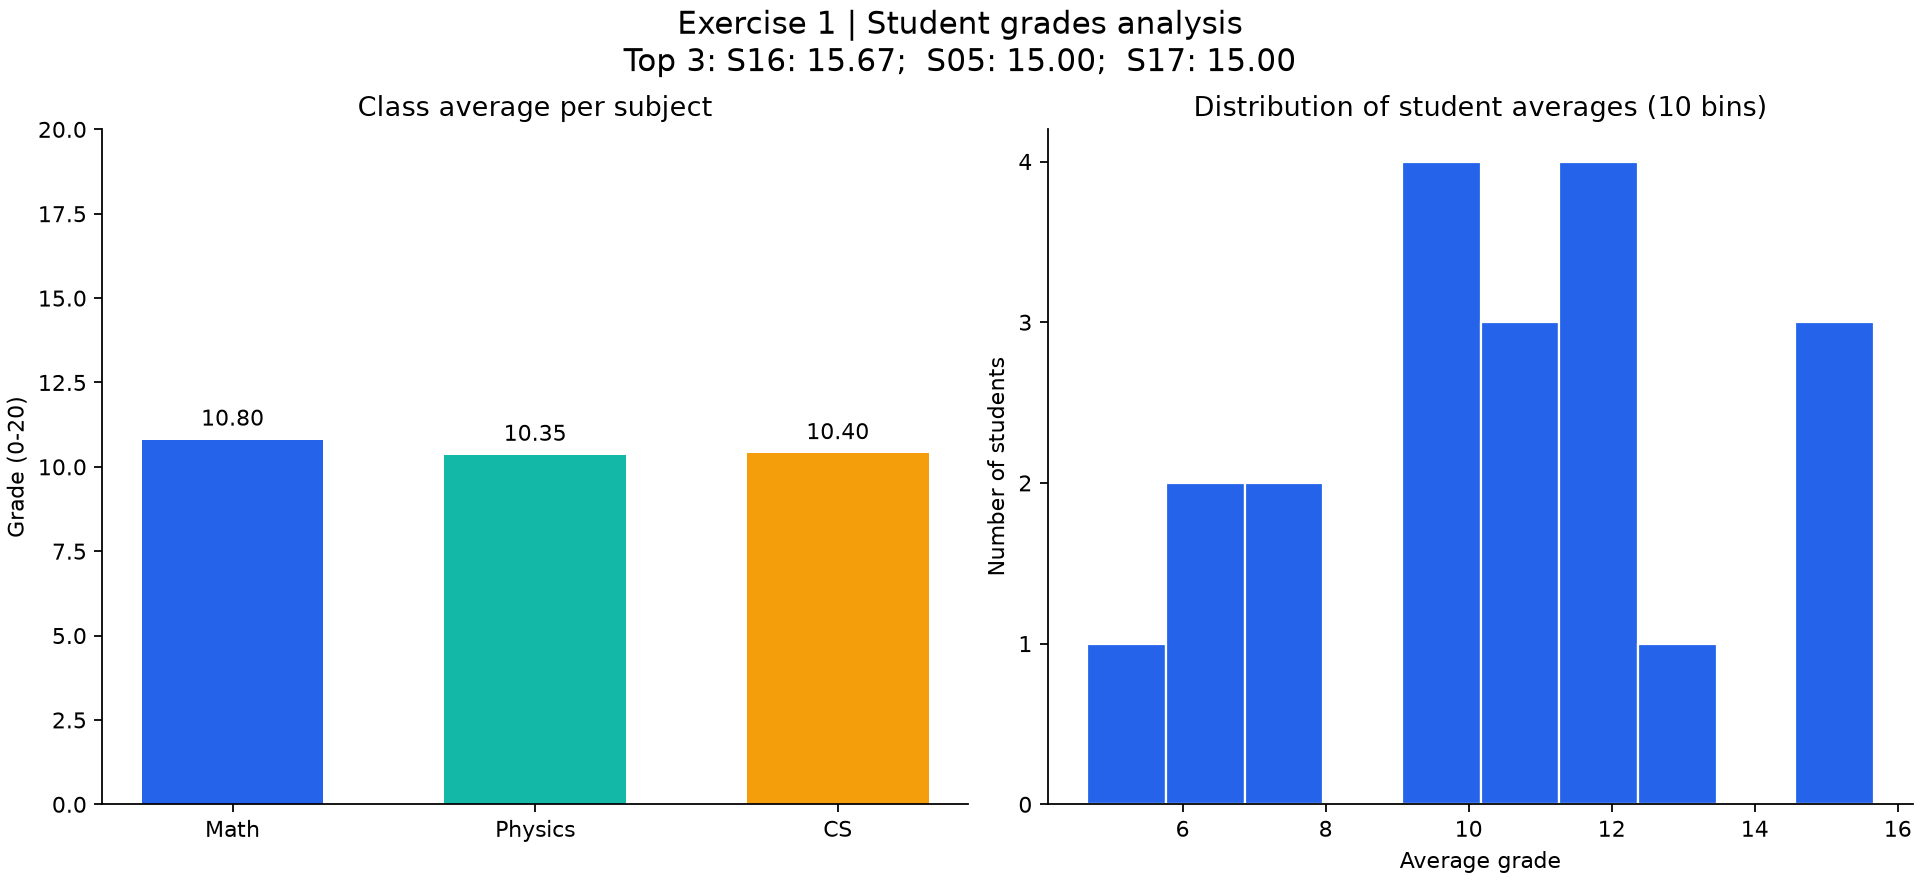 Exercise 1 | Student grades analysis
Top 3: S16: 15.67;  S05: 15.00;  S17: 15.00
Class average per subject
Grade (0-20)
20.0
17.5
15.0
12.5
10.0
7.5
5.0
2.5
0.0
10.80
10.35
10.40
Math
Physics
CS
Distribution of student averages (10 bins)
Number of students
4
3
2
1
0
6
8
10
12
14
16
Average grade